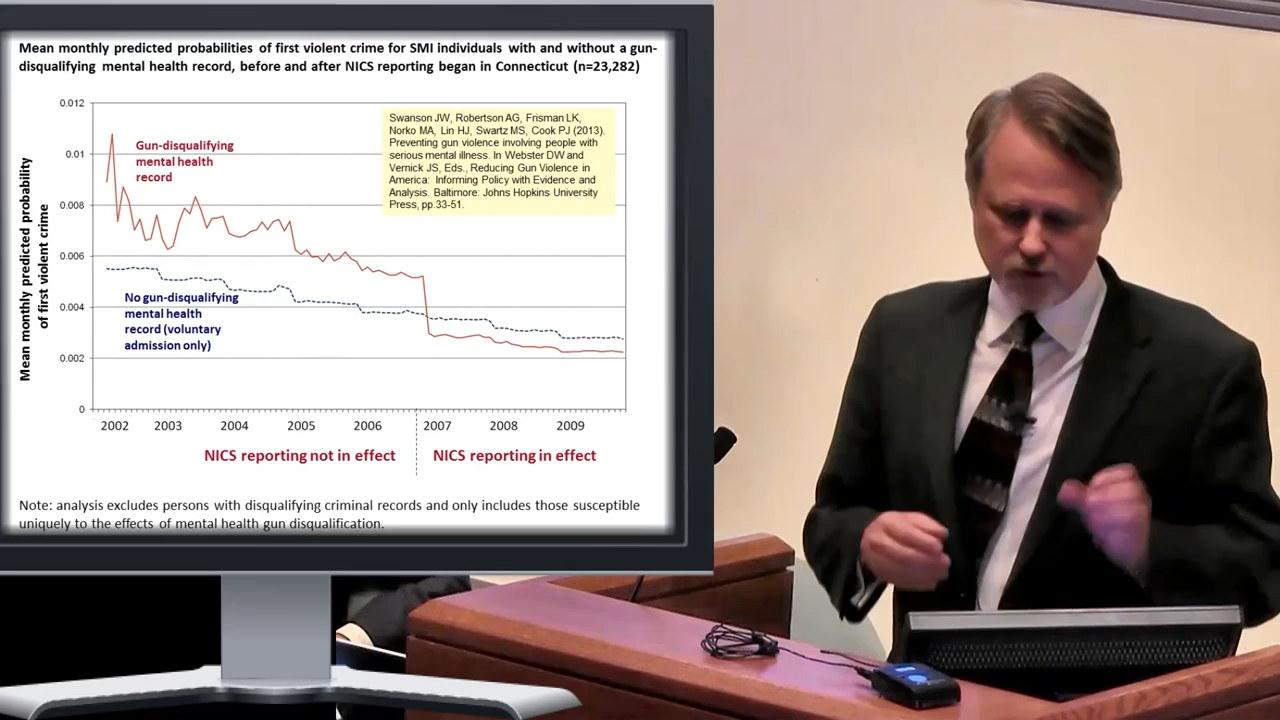 Mean monthly predicted probabilities of first violent crime for SMI individuals with and without a gun-
disqualifying mental health record, before and after NICS reporting began in Connecticut (n=23,282)
Mean monthly predicted probability
of first violent crime
0.012
0.01
0.008
0.006
0.004
0.002
0
Gun-disqualifying
mental health
record
Swanson JW, Robertson AG, Frisman LK,
Norko MA, Lin HJ, Swartz MS, Cook PJ (2013).
Preventing gun violence involving people with
serious mental illness. In Webster DW and
Vernick JS, Eds., Reducing Gun Violence in
America: Informing Policy with Evidence and
Analysis. Baltimore: Johns Hopkins University
Press, pp.33-51.
No gun-disqualifying
mental health
record (voluntary
admission only)
2002 2003 2004 2005 2006 2007 2008 2009
NICS reporting not in effect
NICS reporting in effect
Note: analysis excludes persons with disqualifying criminal records and only includes those susceptible
uniquely to the effects of mental health gun disqualification.